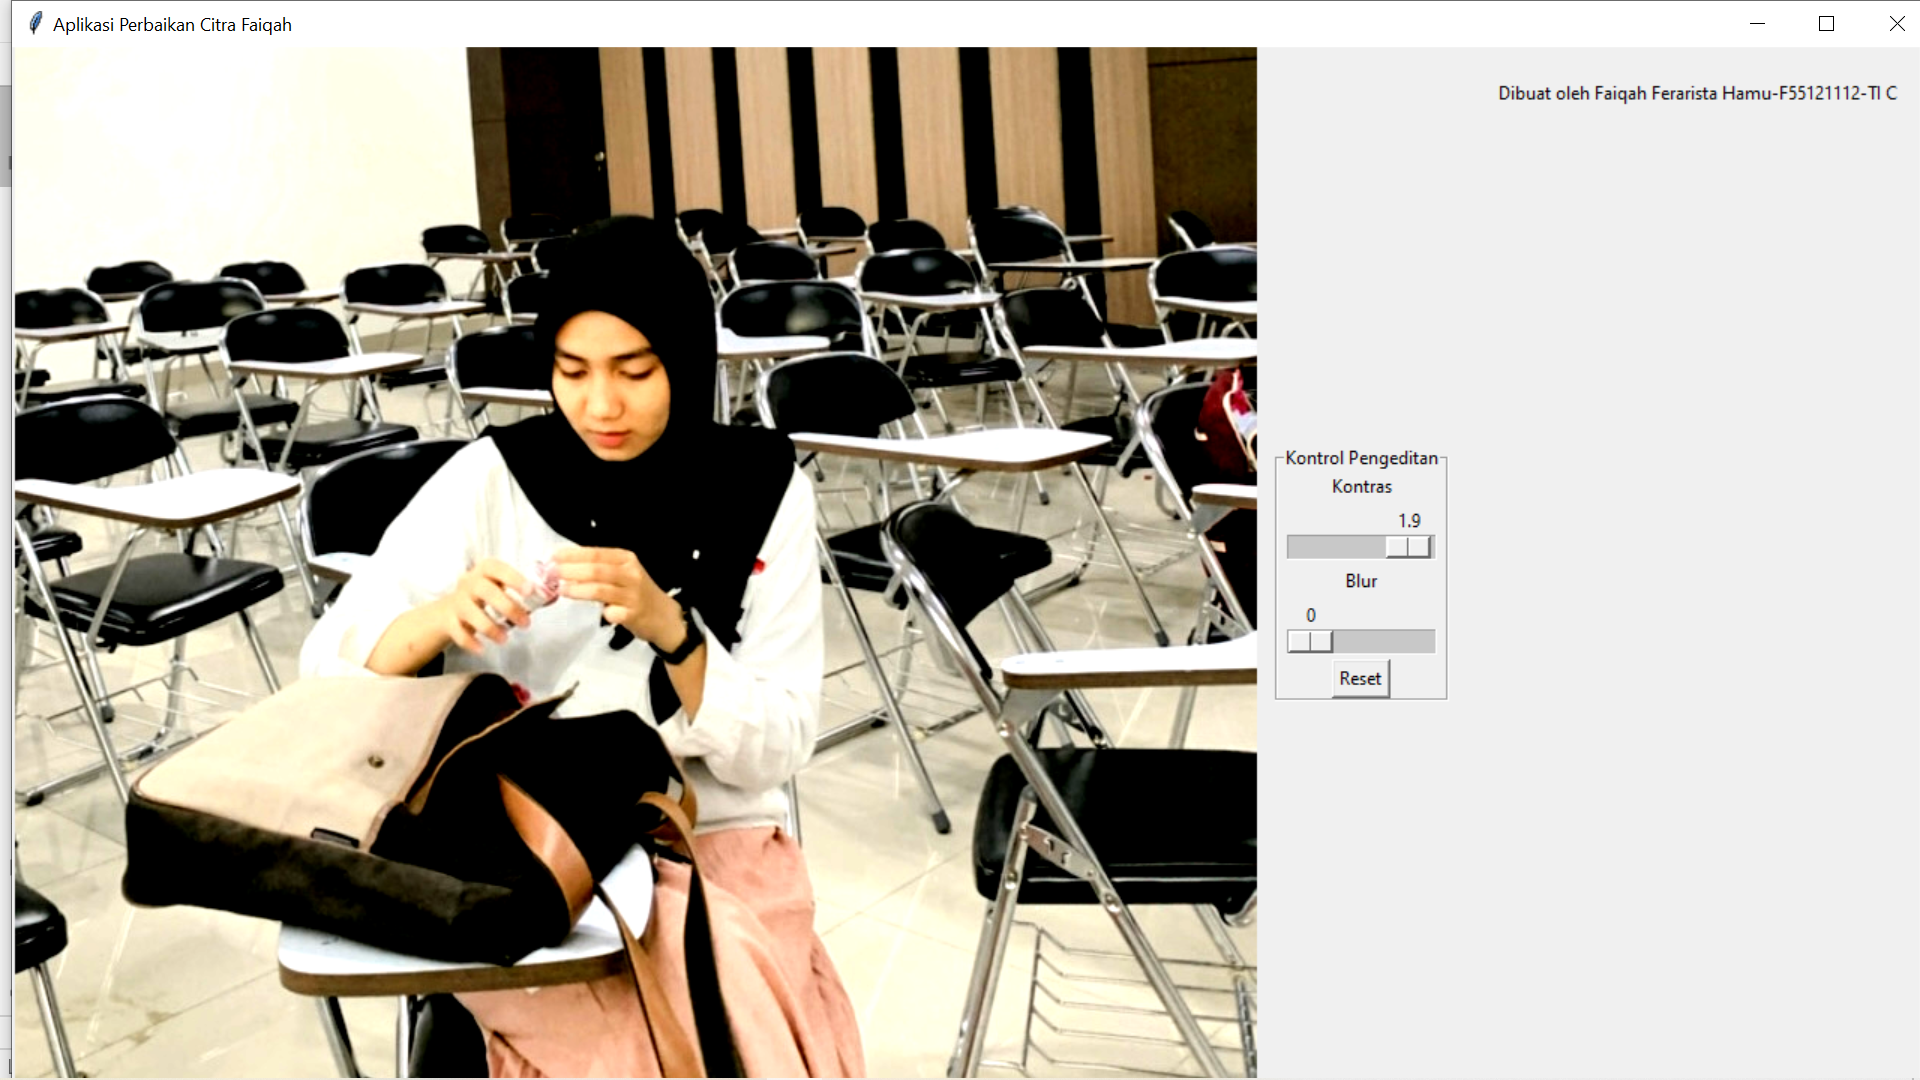 Aplikasi Perbaikan Citra Faiqah
Dibuat oleh Faiqah Ferarista Hamu-F55121112-TI C
Kontrol Pengeditan
Kontras
1.9
Blur
0
Reset